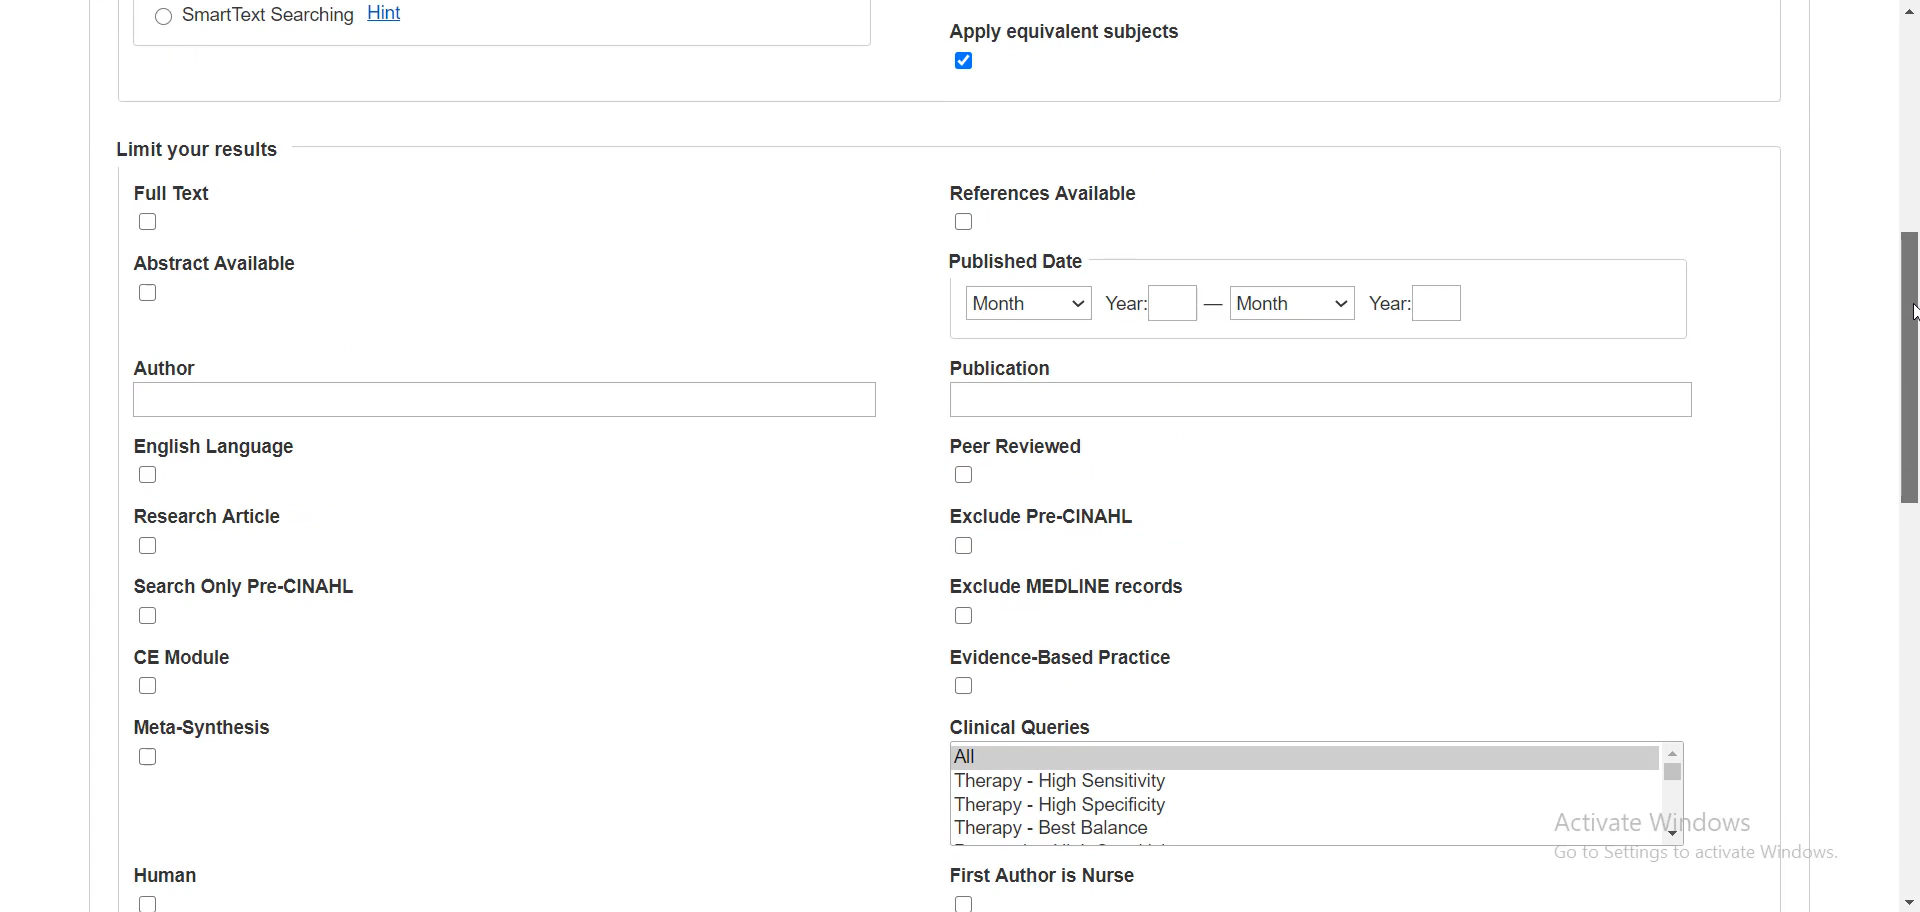 SmartText Searching Hint
Apply equivalent subjects
Limit your results
Full Text
References Available
Abstract Available
Published Date
Month Year: — Month Year:
Author
Publication
English Language
Peer Reviewed
Research Article
Exclude Pre-CINAHL
Search Only Pre-CINAHL
Exclude MEDLINE records
CE Module
Evidence-Based Practice
Meta-Synthesis
Clinical Queries
All
Therapy - High Sensitivity
Therapy - High Specificity
Therapy - Best Balance
Activate Windows
Go to Settings to activate Windows.
Human
First Author is Nurse